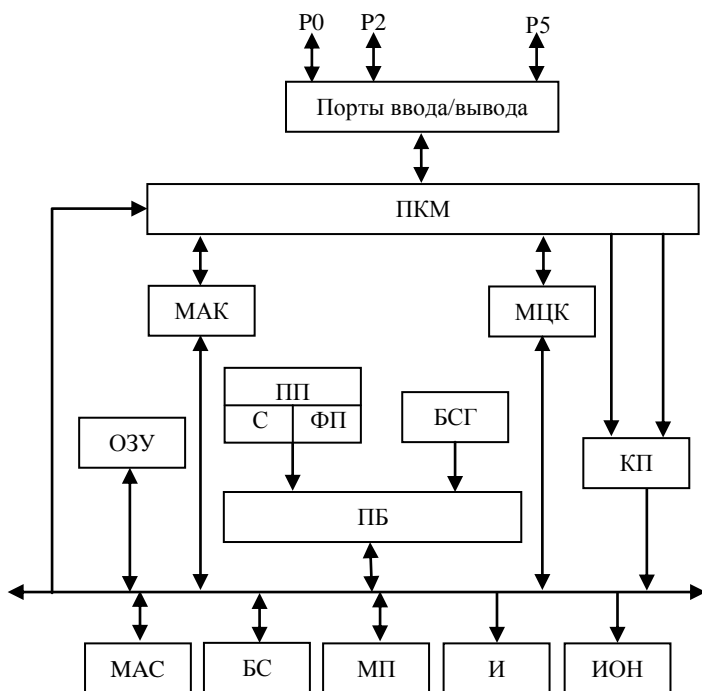 P0 P2 P5
Порты ввода/вывода
ПКМ
МАК МЦК
ПП
С ФП БСГ
ОЗУ КП
ПБ
МАС БС МП И ИОН